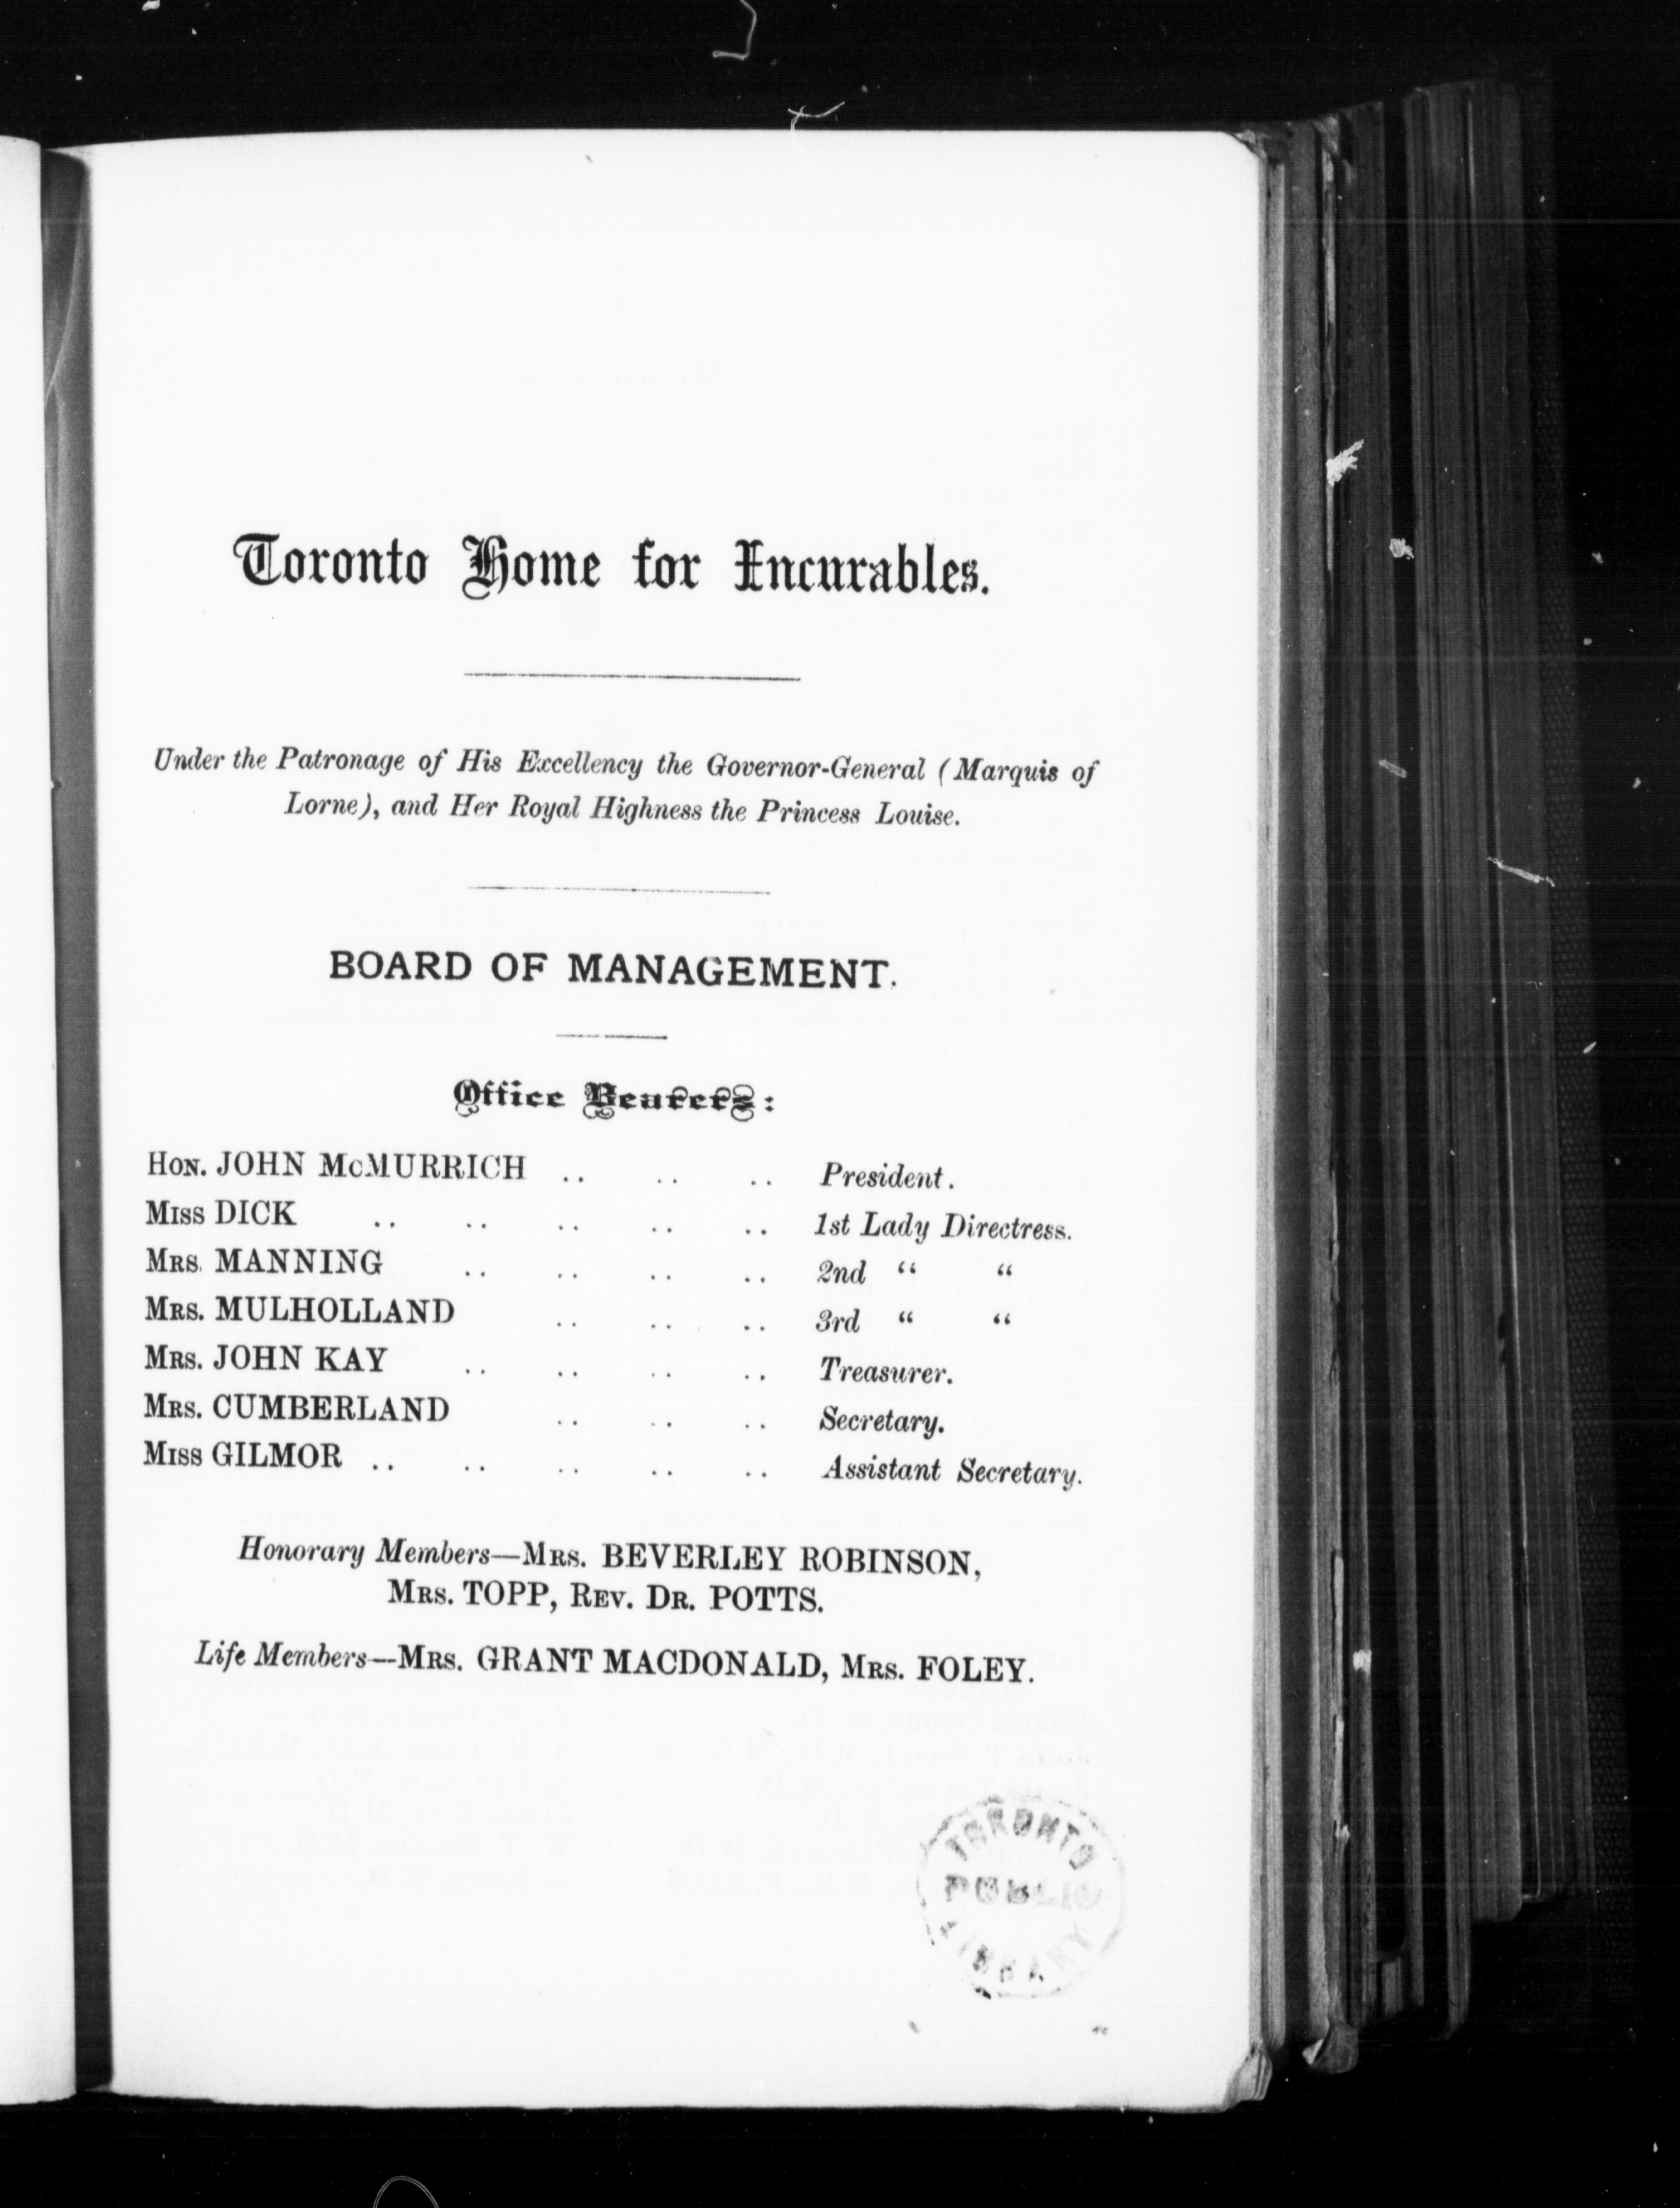 Toronto Home for Incurables.
Under the Patronage of His Excellency the Governor-General (Marquis of
Lorne), and Her Royal Highness the Princess Louise.
BOARD OF MANAGEMENT.
Office Bearers:
HON. JOHN McMURRICH .. .. .. President.
MISS DICK .. .. .. .. .. 1st Lady Directress.
MRS. MANNING .. .. .. .. 2nd “ “
MRS. MULHOLLAND .. .. .. 3rd “ “
MRS. JOHN KAY .. .. .. .. Treasurer.
MRS. CUMBERLAND .. .. .. Secretary.
MISS GILMOR .. .. .. .. .. Assistant Secretary.
Honorary Members—MRS. BEVERLEY ROBINSON,
MRS. TOPP, REV. DR. POTTS.
Life Members—MRS. GRANT MACDONALD, MRS. FOLEY.
TORONTO
PUBLIC
LIBRARY